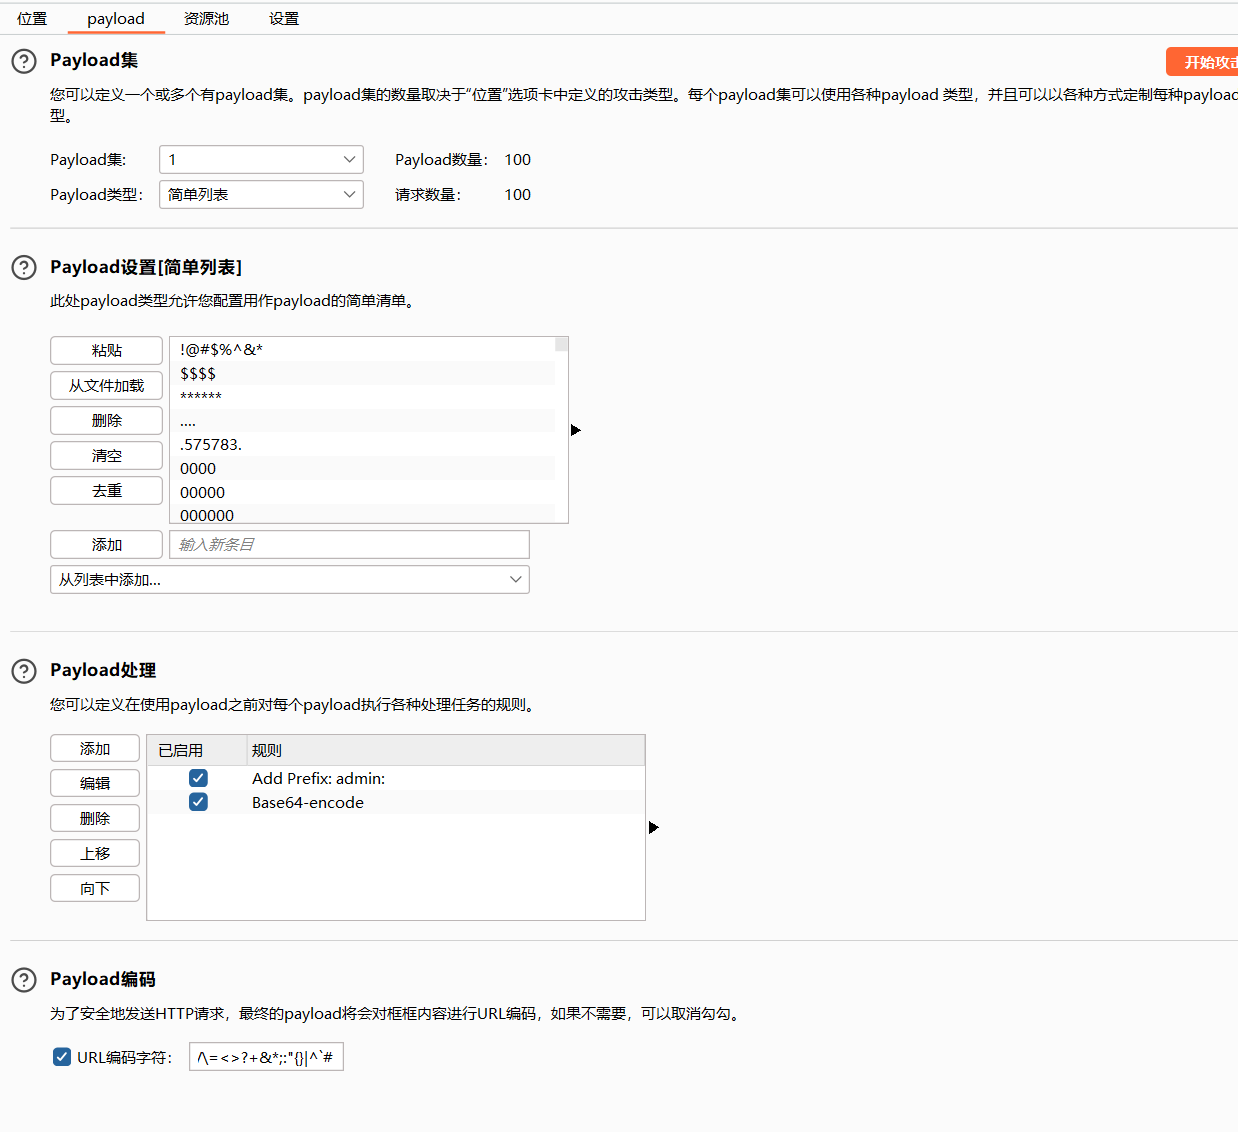 位置 payload 资源池 设置
Payload集
开始攻击
您可以定义一个或多个有payload集。payload集的数量取决于“位置”选项卡中定义的攻击类型。每个payload集可以使用各种payload 类型，并且可以以各种方式定制每种payload
型。
Payload集: 1 Payload数量: 100
Payload类型: 简单列表 请求数量: 100
Payload设置[简单列表]
此处payload类型允许您配置用作payload的简单清单。
粘贴 !@#$%^&*
$$$$
从文件加载 ******
删除 ....
.575783.
清空 0000
去重 00000
000000
添加 输入新条目
从列表中添加...
Payload处理
您可以定义在使用payload之前对每个payload执行各种处理任务的规则。
添加 已启用 规则
编辑 Add Prefix: admin:
Base64-encode
删除
上移
向下
Payload编码
为了安全地发送HTTP请求，最终的payload将会对框框内容进行URL编码，如果不需要，可以取消勾勾。
URL编码字符: /\=<>?+&*;:"{}|^`#